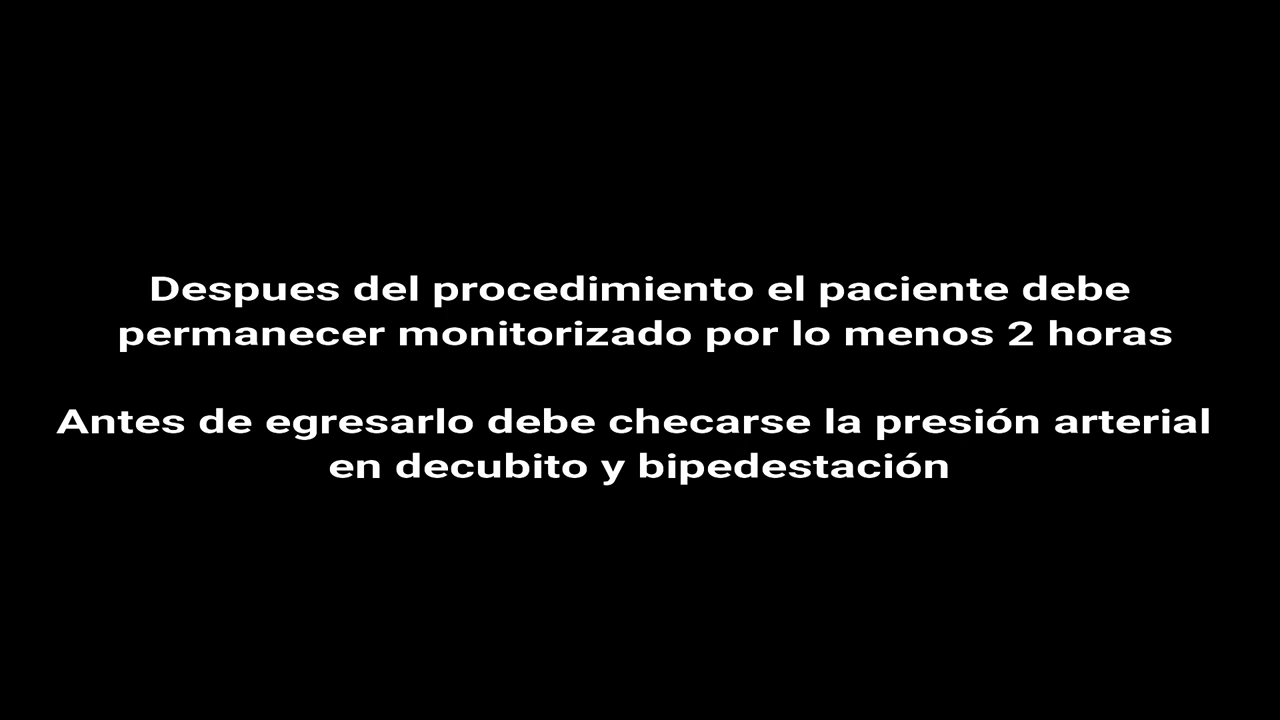 Despues del procedimiento el paciente debe
permanecer monitorizado por lo menos 2 horas
Antes de egresarlo debe checarse la presión arterial
en decubito y bipedestación